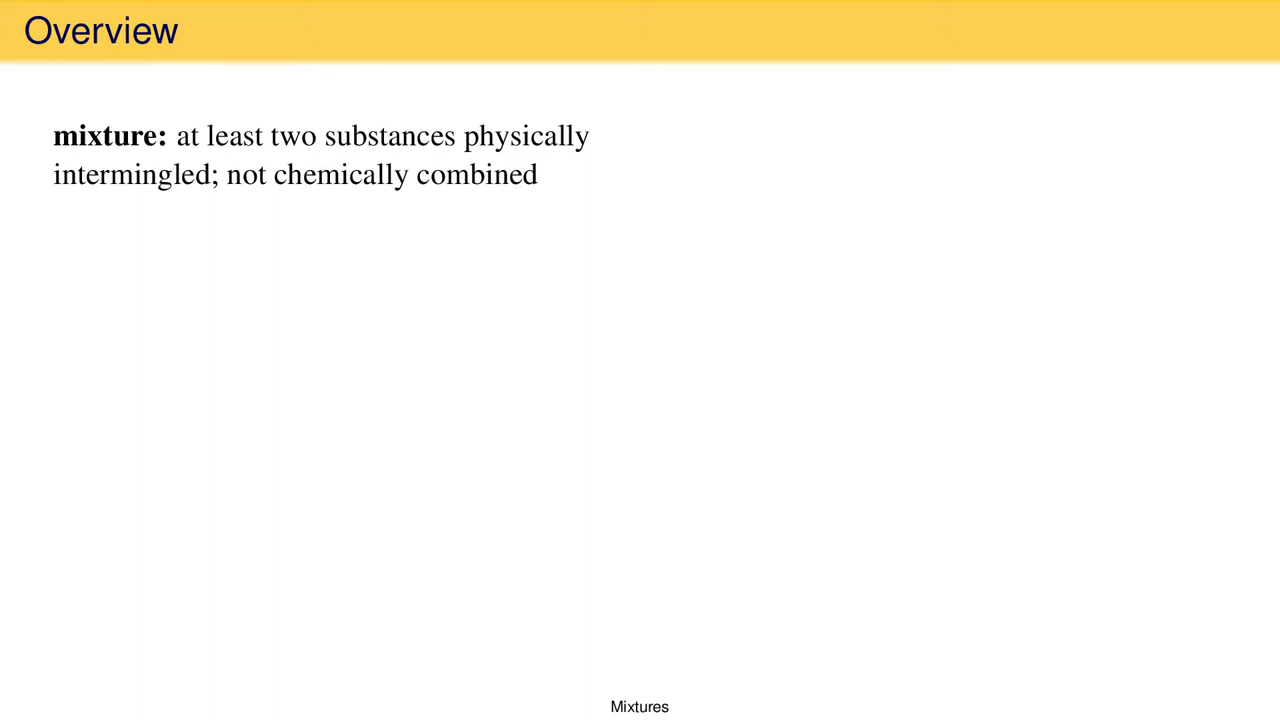 Overview
mixture: at least two substances physically
intermingled; not chemically combined
Mixtures